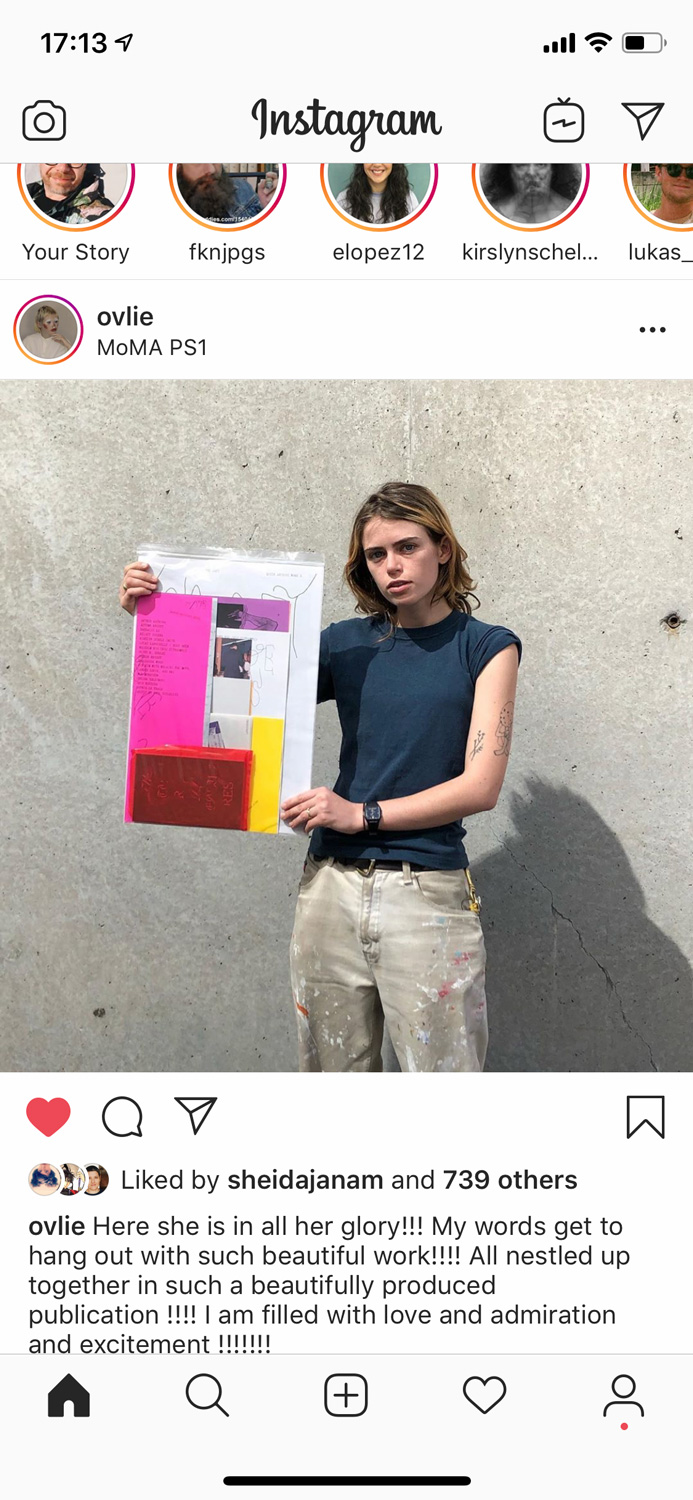 17:13
Instagram
Your Story
fknjpgs
elopez12
kirslynschel...
lukas_
ovlie
MoMA PS1
Liked by sheidajanam and 739 others
ovlie Here she is in all her glory!!! My words get to
hang out with such beautiful work!!!! All nestled up
together in such a beautifully produced
publication !!!! I am filled with love and admiration
and excitement !!!!!!!